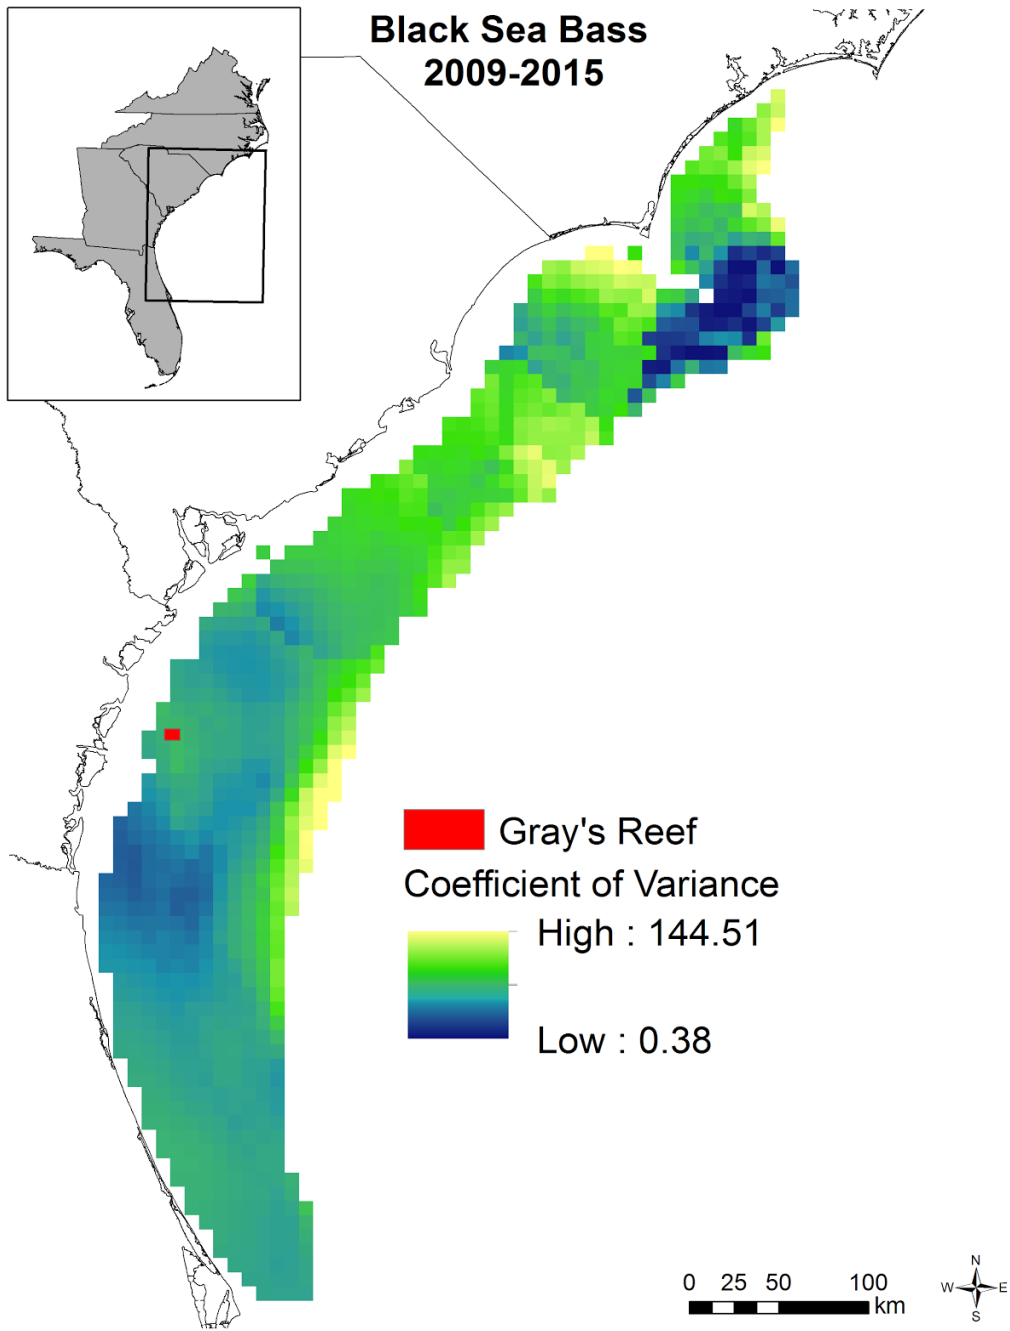 Black Sea Bass
2009-2015
Gray's Reef
Coefficient of Variance
High : 144.51
Low : 0.38
0 25 50 100
km
N
W E
S